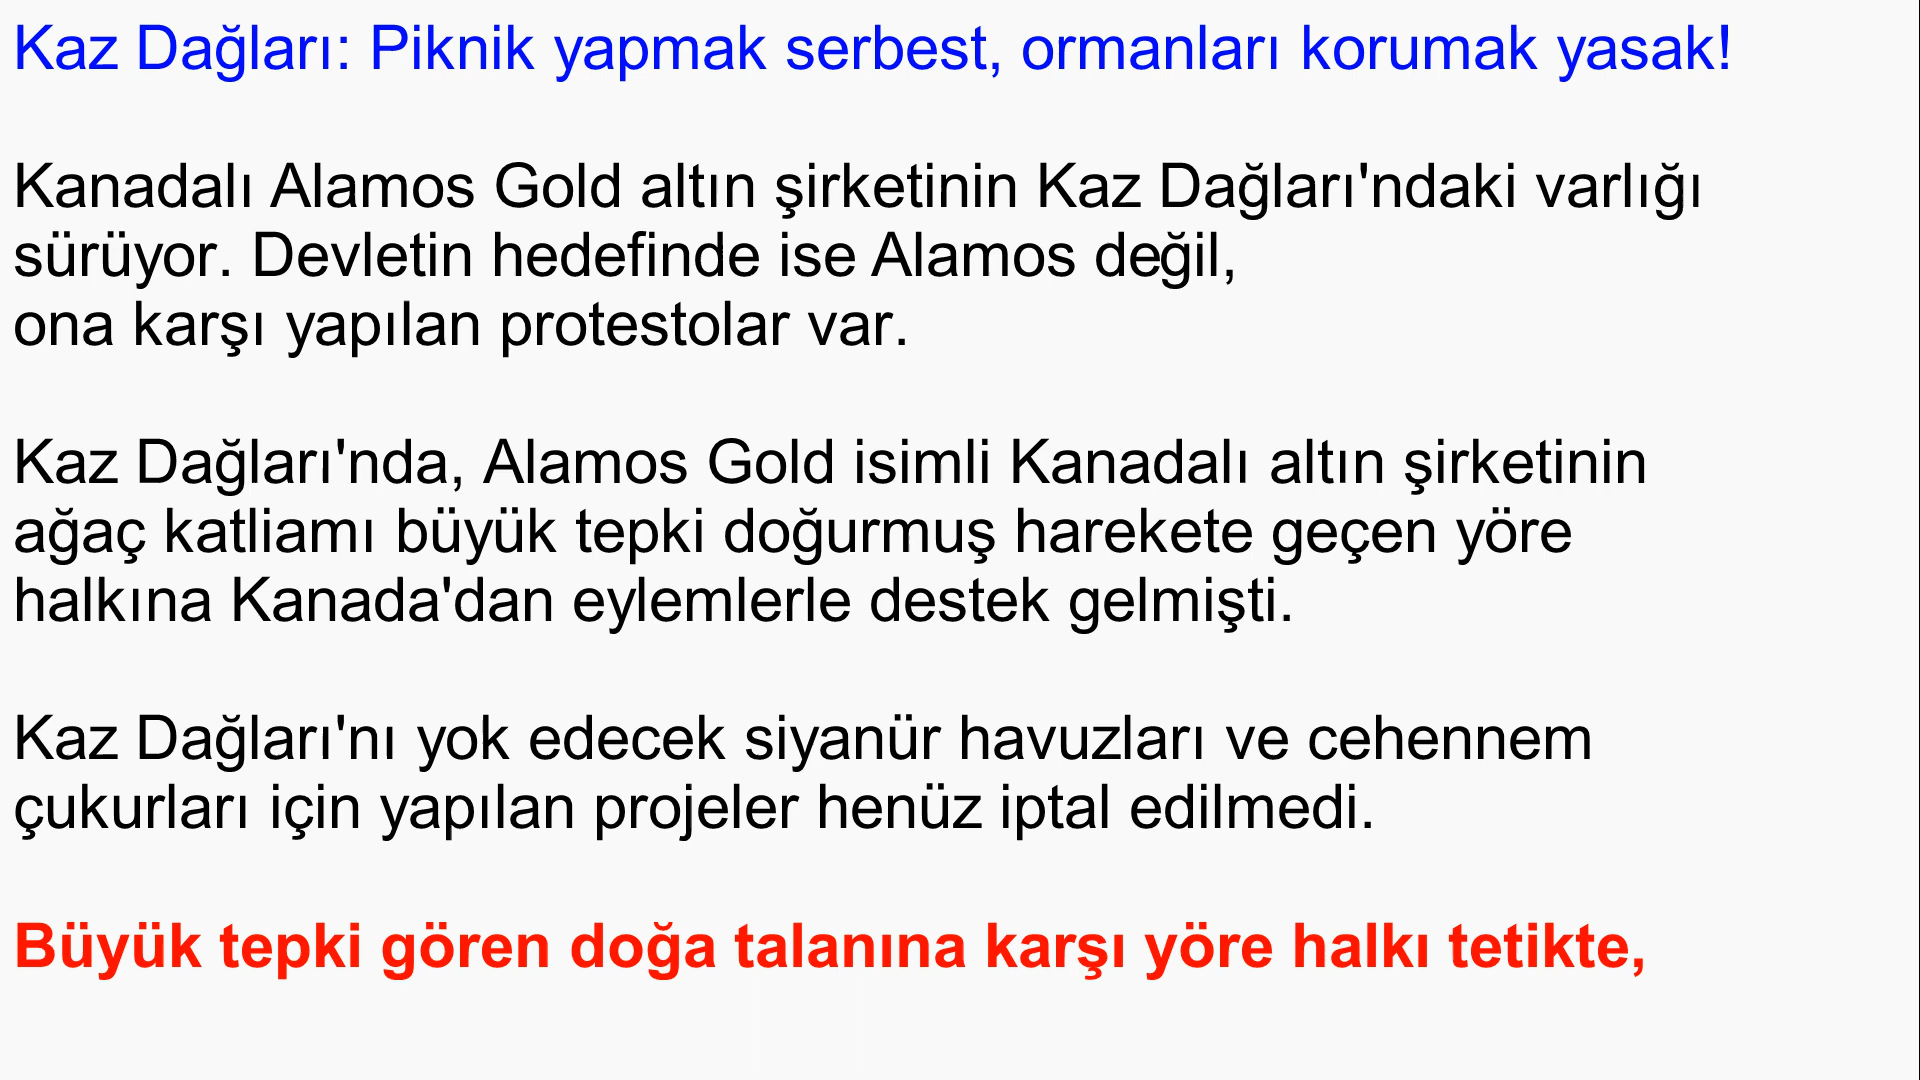 Kaz Dağları: Piknik yapmak serbest, ormanları korumak yasak!
Kanadalı Alamos Gold altın şirketinin Kaz Dağları'ndaki varlığı
sürüyor. Devletin hedefinde ise Alamos değil,
ona karşı yapılan protestolar var.
Kaz Dağları'nda, Alamos Gold isimli Kanadalı altın şirketinin
ağaç katliamı büyük tepki doğurmuş harekete geçen yöre
halkına Kanada'dan eylemlerle destek gelmişti.
Kaz Dağları'nı yok edecek siyanür havuzları ve cehennem
çukurları için yapılan projeler henüz iptal edilmedi.
Büyük tepki gören doğa talanına karşı yöre halkı tetikte,